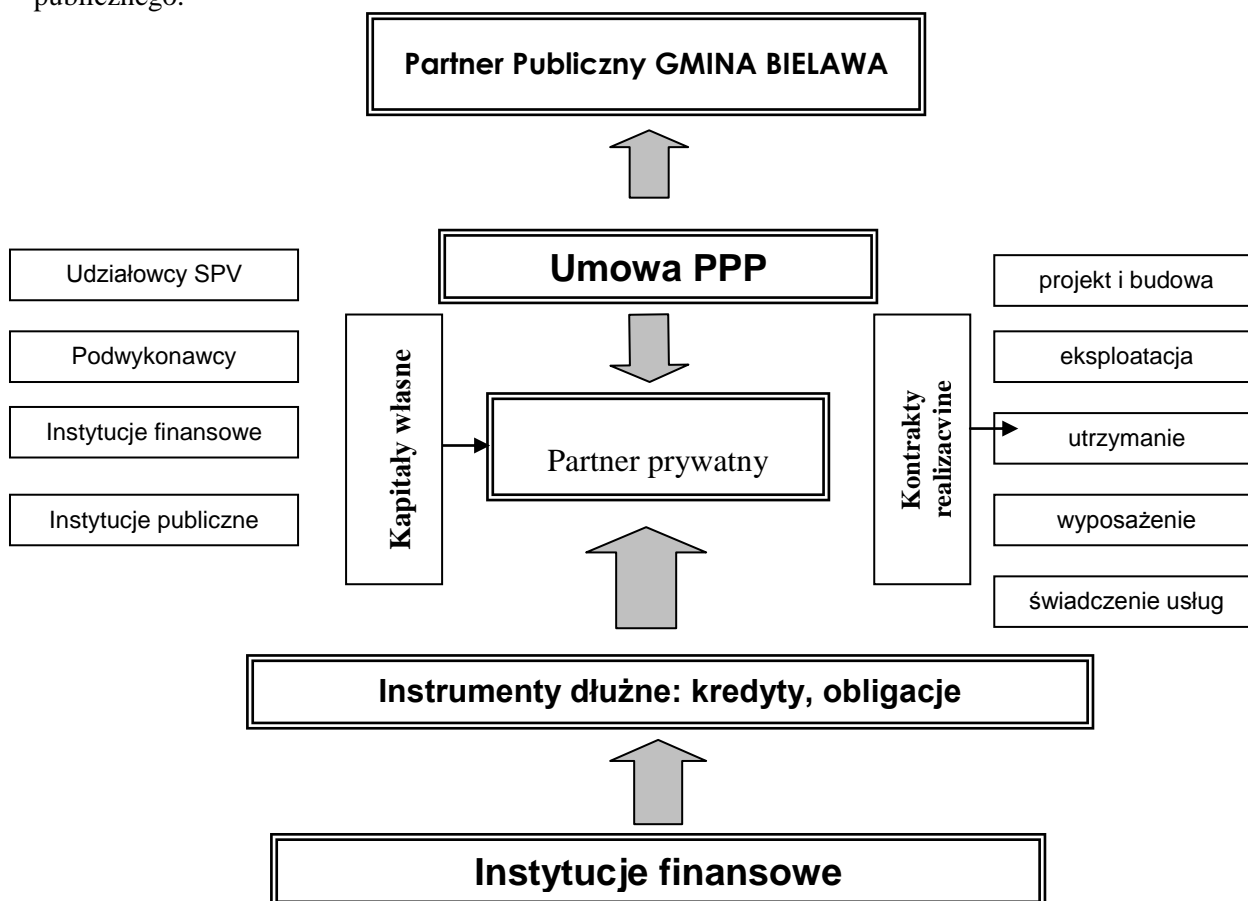 publicznego.
Partner Publiczny GMINA BIELAWA
Umowa PPP
Udziałowcy SPV
Podwykonawcy
Instytucje finansowe
Instytucje publiczne
Kapitały własne
Partner prywatny
Kontrakty
realizacyine
projekt i budowa
eksploatacja
utrzymanie
wyposażenie
świadczenie usług
Instrumenty dłużne: kredyty, obligacje
Instytucje finansowe